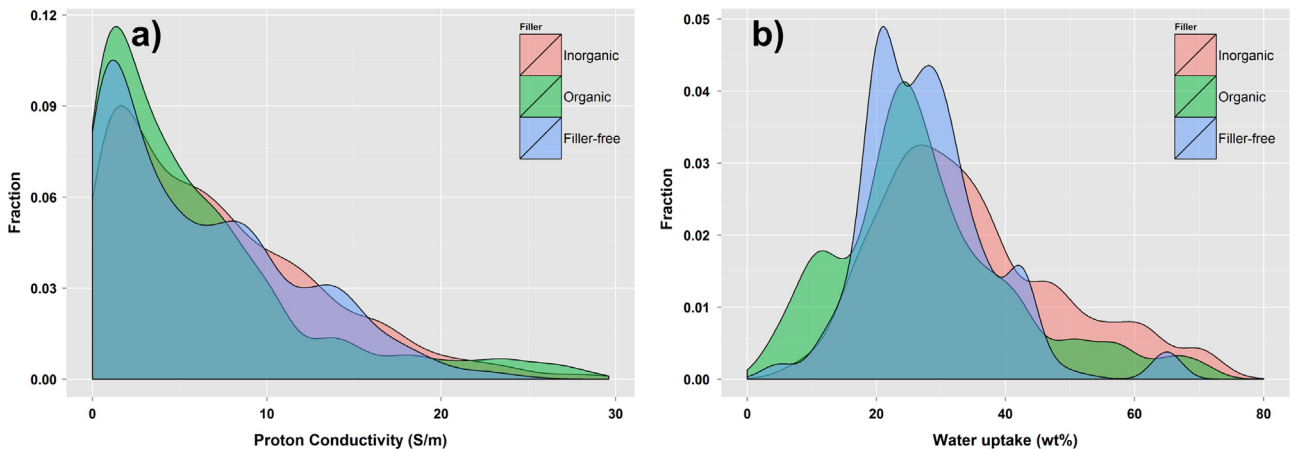 a)
Filler
Inorganic
Organic
Filler-free
0.12
0.09
0.06
0.03
0.00
Fraction
0
10
20
30
Proton Conductivity (S/m)
b)
Filler
Inorganic
Organic
Filler-free
0.05
0.04
0.03
0.02
0.01
0.00
Fraction
0
20
40
60
80
Water uptake (wt%)